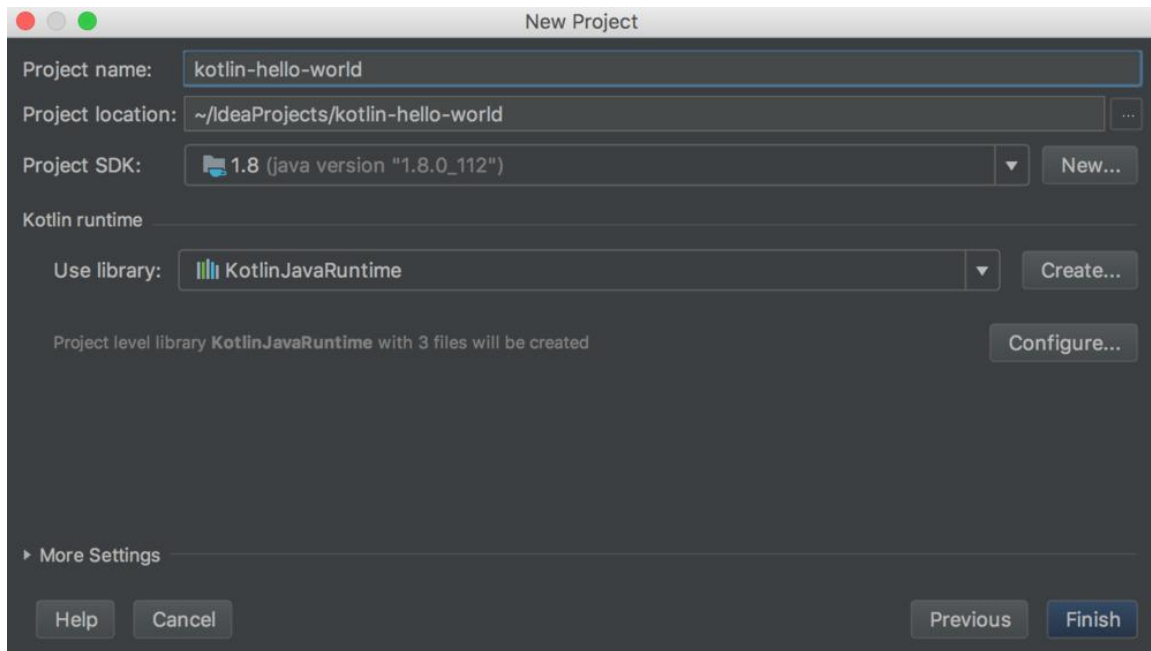 New Project
Project name: kotlin-hello-world
Project location: ~/IdeaProjects/kotlin-hello-world ...
Project SDK: 1.8 (java version "1.8.0_112") New...
Kotlin runtime
Use library: KotlinJavaRuntime Create...
Project level library KotlinJavaRuntime with 3 files will be created Configure...
More Settings
Help Cancel Previous Finish